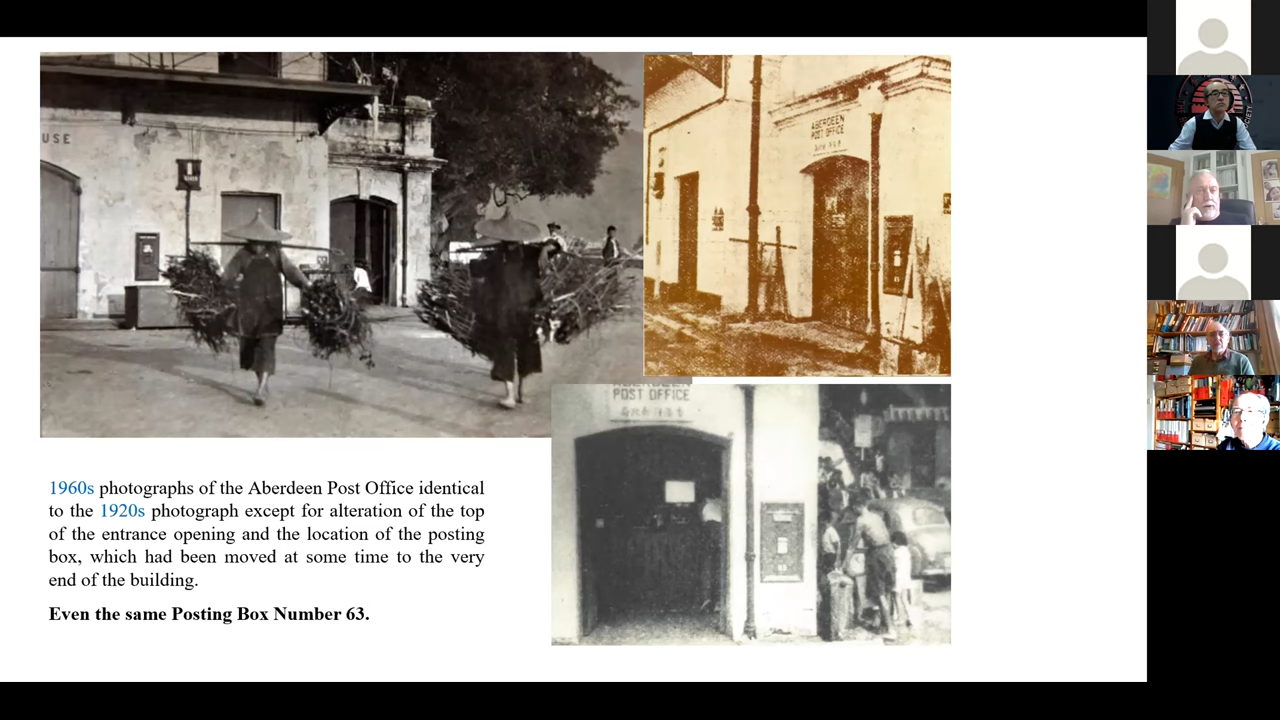 USE
ABERDEEN
POST OFFICE
POST OFFICE
1960s photographs of the Aberdeen Post Office identical
to the 1920s photograph except for alteration of the top
of the entrance opening and the location of the posting
box, which had been moved at some time to the very
end of the building.
Even the same Posting Box Number 63.